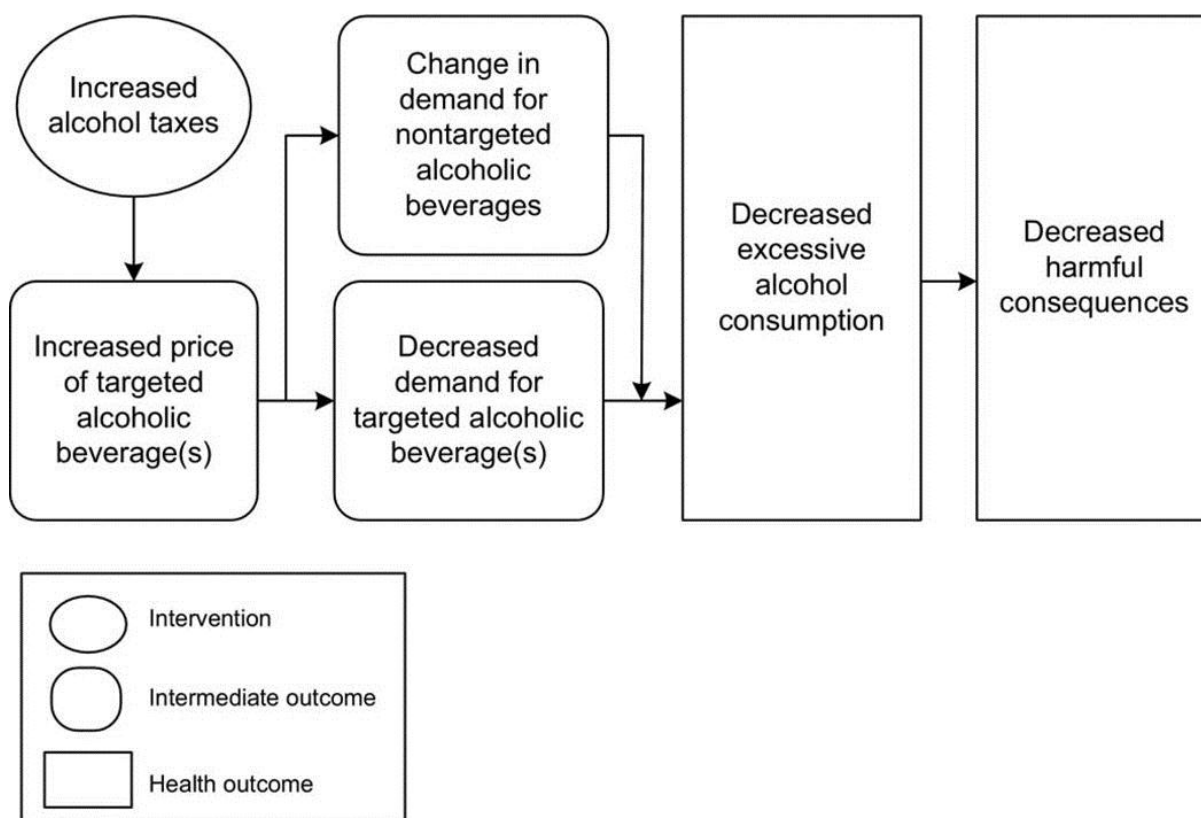 Increased
alcohol taxes
Increased price
of targeted
alcoholic
beverage(s)
Change in
demand for
nontargeted
alcoholic
beverages
Decreased
demand for
targeted alcoholic
beverage(s)
Decreased
excessive
alcohol
consumption
Decreased
harmful
consequences
Intervention
Intermediate outcome
Health outcome